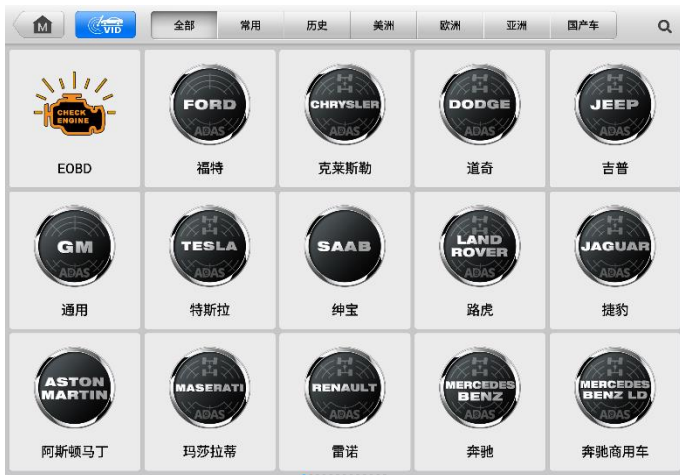 M
VID
全部
常用
历史
美洲
欧洲
亚洲
国产车
CHECK
ENGINE
EOBD
FORD
ADAS
福特
CHRYSLER
ADAS
克莱斯勒
DODGE
ADAS
道奇
JEEP
ADAS
吉普
GM
ADAS
通用
TESLA
ADAS
特斯拉
SAAB
绅宝
LAND
ROVER
ADAS
路虎
JAGUAR
ADAS
捷豹
ASTON
MARTIN
阿斯顿马丁
MASERATI
ADAS
玛莎拉蒂
RENAULT
ADAS
雷诺
MERCEDES
BENZ
ADAS
奔驰
MERCEDES
BENZ LD
ADAS
奔驰商用车